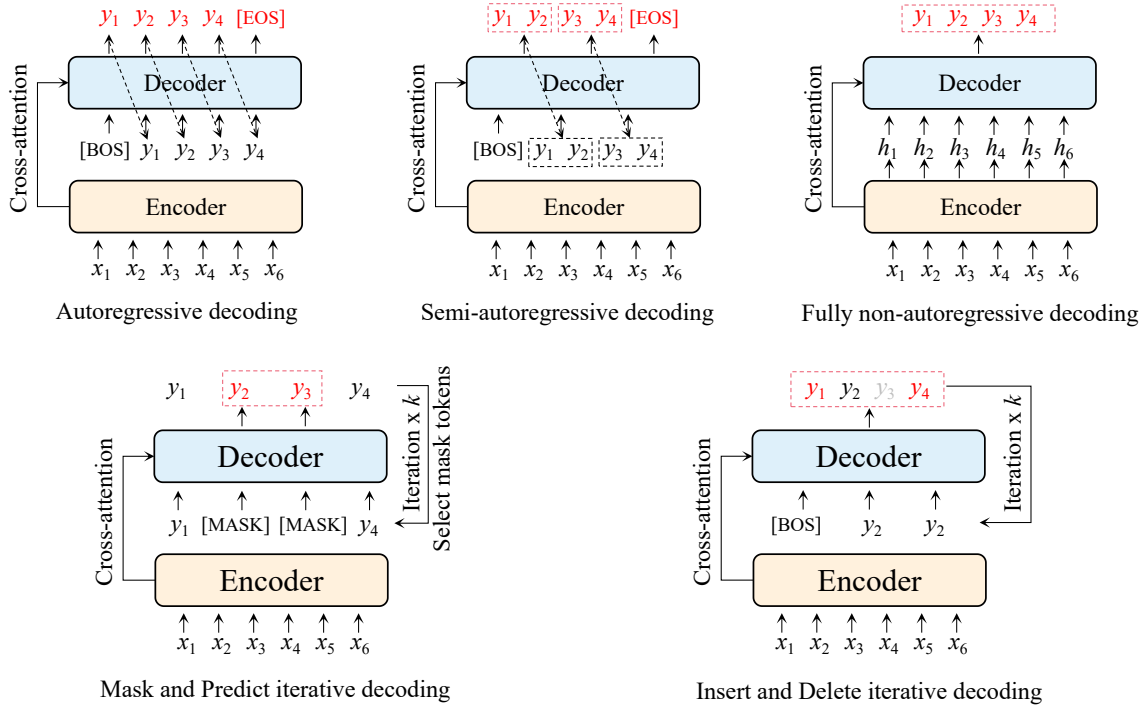 y1 y2 y3 y4 [EOS]
Decoder
[BOS] y1 y2 y3 y4
Cross-attention
Encoder
x1 x2 x3 x4 x5 x6
Autoregressive decoding
y1 y2 y3 y4 [EOS]
Decoder
[BOS] y1 y2 y3 y4
Cross-attention
Encoder
x1 x2 x3 x4 x5 x6
Semi-autoregressive decoding
y1 y2 y3 y4
Decoder
h1 h2 h3 h4 h5 h6
Cross-attention
Encoder
x1 x2 x3 x4 x5 x6
Fully non-autoregressive decoding
y1 y2 y3 y4
Decoder
y1 [MASK] [MASK] y4
Iteration x k
Select mask tokens
Cross-attention
Encoder
x1 x2 x3 x4 x5 x6
Mask and Predict iterative decoding
y1 y2 y3 y4
Decoder
[BOS] y2 y2
Iteration x k
Cross-attention
Encoder
x1 x2 x3 x4 x5 x6
Insert and Delete iterative decoding